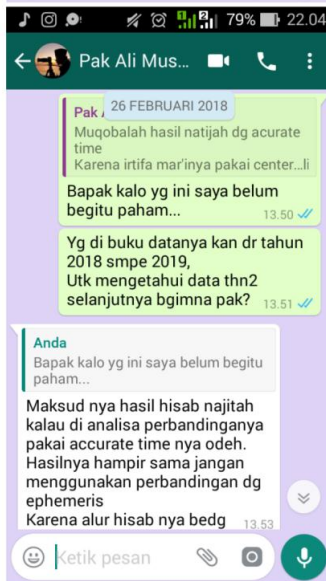 79% 22.04
Pak Ali Mus...
26 FEBRUARI 2018
Pak
Muqobalah hasil natijah dg acurate
time
Karena irtifa mar'inya pakai center...li
Bapak kalo yg ini saya belum
begitu paham...
13.50
Yg di buku datanya kan dr tahun
2018 smpe 2019,
Utk mengetahui data thn2
selanjutnya bgimna pak?
13.51
Anda
Bapak kalo yg ini saya belum begitu
paham...
Maksud nya hasil hisab najitah
kalau di analisa perbandinganya
pakai accurate time nya odeh.
Hasilnya hampir sama jangan
menggunakan perbandingan dg
ephemeris
Karena alur hisab nya bedg
13.53
Ketik pesan